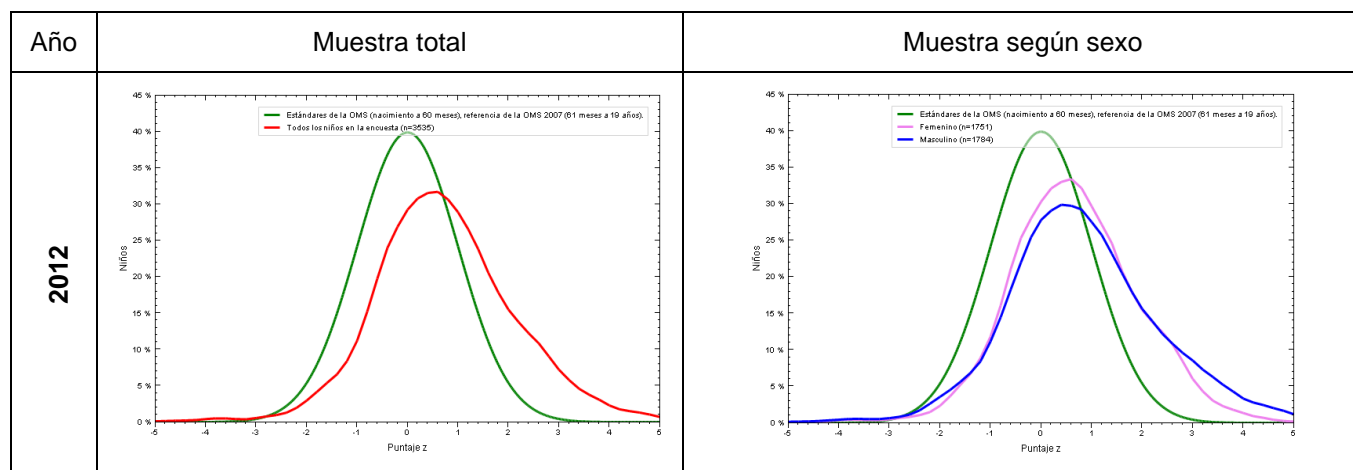 Año
Muestra total
Muestra según sexo
2012
45 %
40 %
35 %
30 %
25 %
20 %
15 %
10 %
5 %
0 %
Niños
Estándares de la OMS (nacimiento a 60 meses), referencia de la OMS 2007 (61 meses a 19 años).
Todos los niños en la encuesta (n=3535)
-5 -4 -3 -2 -1 0 1 2 3 4 5
Puntaje z
45 %
40 %
35 %
30 %
25 %
20 %
15 %
10 %
5 %
0 %
Niños
Estándares de la OMS (nacimiento a 60 meses), referencia de la OMS 2007 (61 meses a 19 años).
Femenino (n=1751)
Masculino (n=1784)
-5 -4 -3 -2 -1 0 1 2 3 4 5
Puntaje z